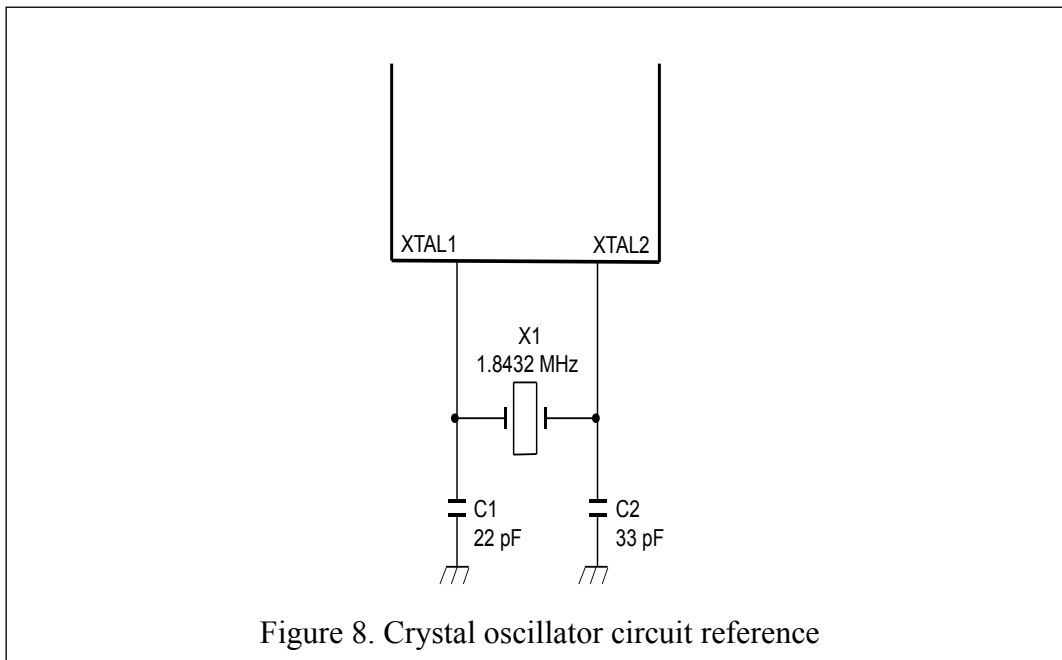 XTAL1
XTAL2
X1
1.8432 MHz
C1
22 pF
C2
33 pF
Figure 8. Crystal oscillator circuit reference